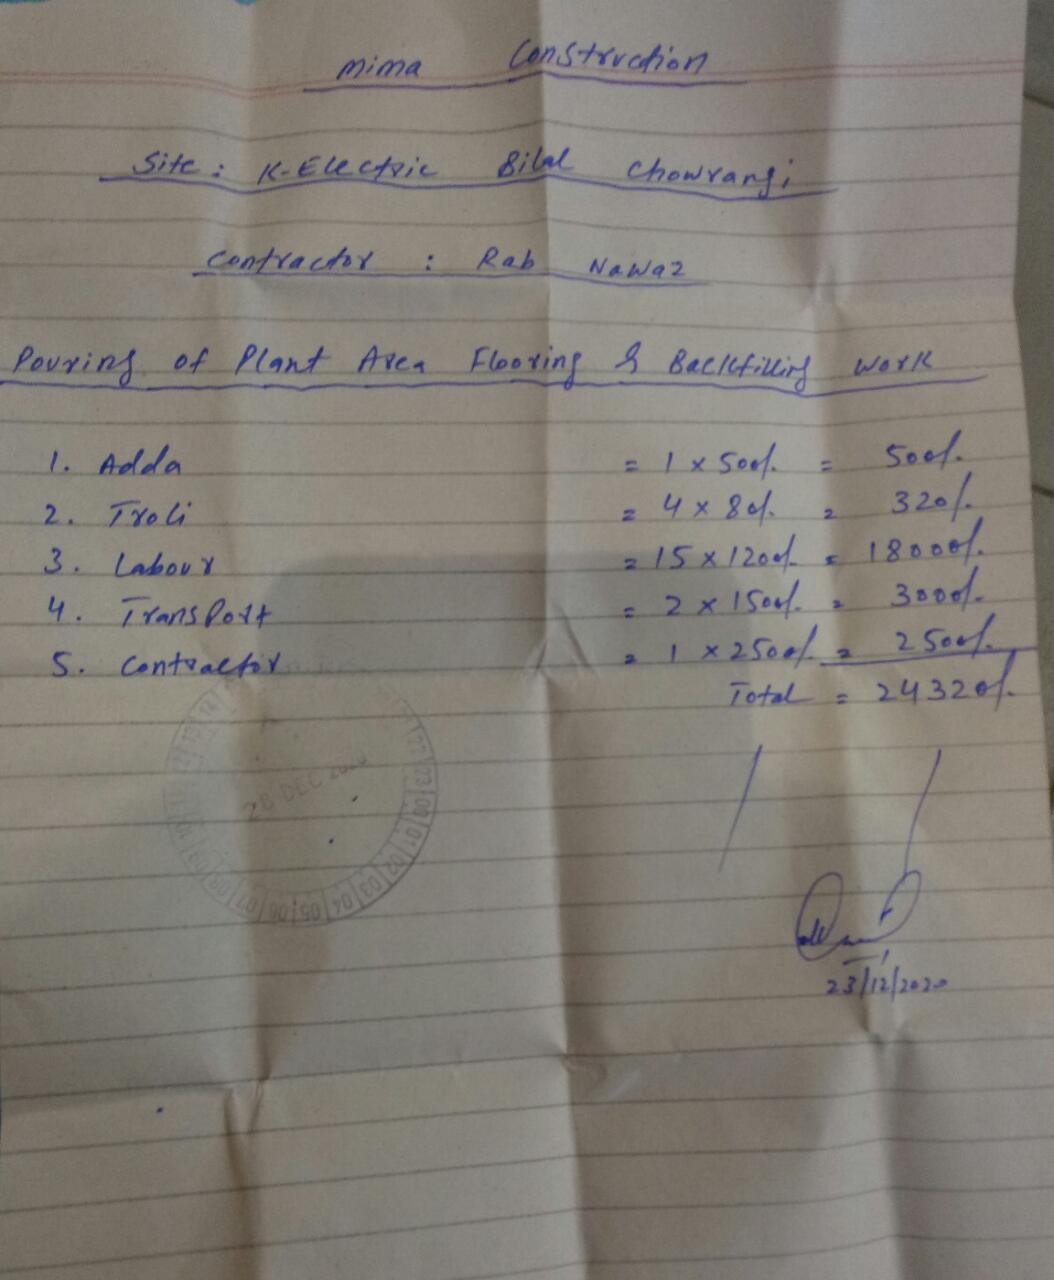 Mima Construction
Site: K-Electric Bilal Chowrangi
Contractor : Rab Nawaz
Pouring of Plant Area Flooring & Backfilling Work
1. Adda = 1 x 500/. = 500/.
2. Troli = 4 x 80/. = 320/.
3. Labour = 15 x 1200/. = 18000/.
4. Transport = 2 x 1500/. = 3000/.
5. Contractor = 1 x 2500/. = 2500/.
Total = 24320/.
28 DEC 2020
23/12/2020